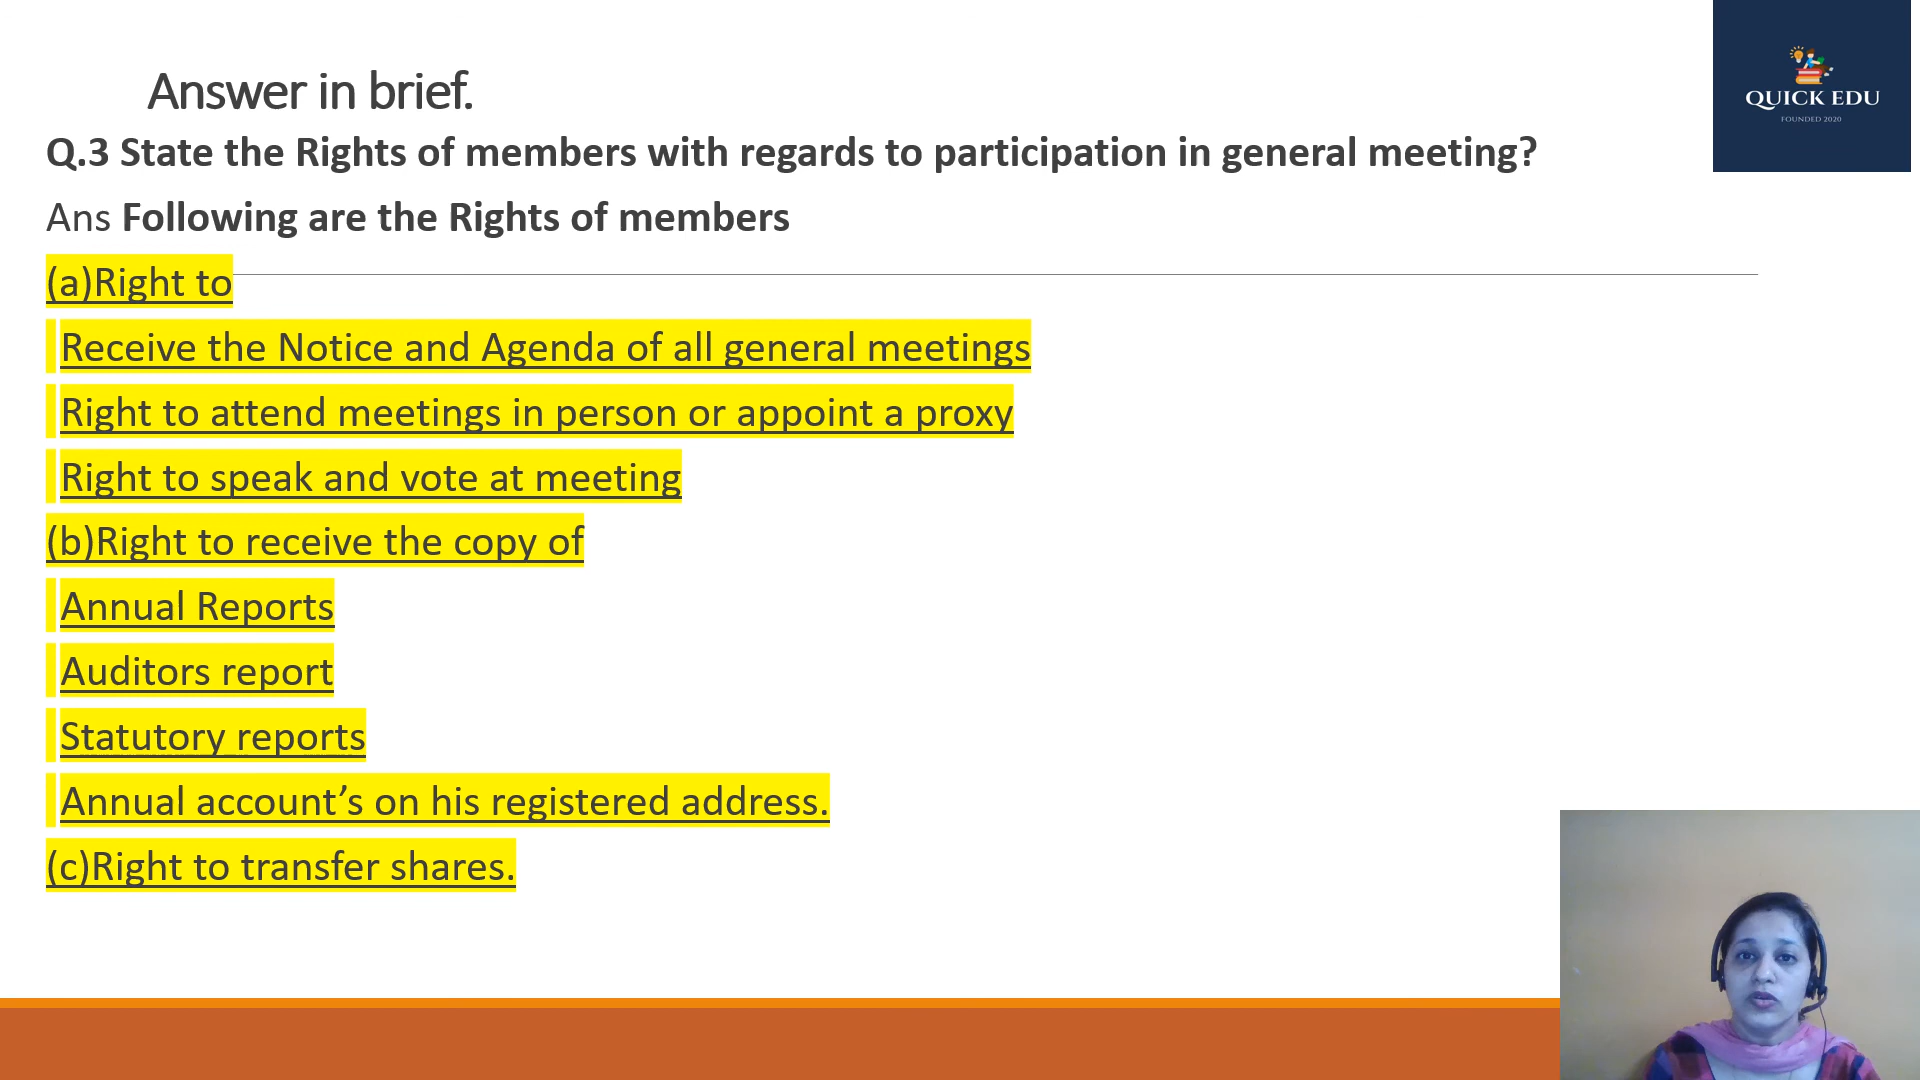 QUICK EDU
FOUNDED 2020
Answer in brief.
Q.3 State the Rights of members with regards to participation in general meeting?
Ans Following are the Rights of members
(a)Right to
Receive the Notice and Agenda of all general meetings
Right to attend meetings in person or appoint a proxy
Right to speak and vote at meeting
(b)Right to receive the copy of
Annual Reports
Auditors report
Statutory reports
Annual account’s on his registered address.
(c)Right to transfer shares.